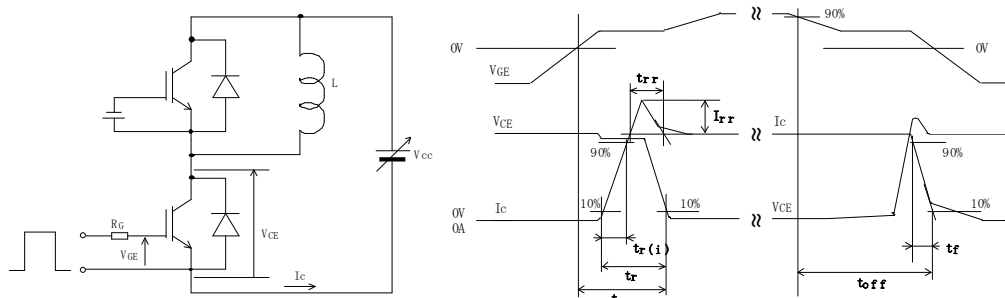 L
Vcc
RG
VGE
VCE
Ic
90%
0V
0V
VGE
trr
Irr
VCE
Ic
90%
90%
10%
10%
10%
0V
0A
Ic
VCE
tr(i)
tr
tf
toff